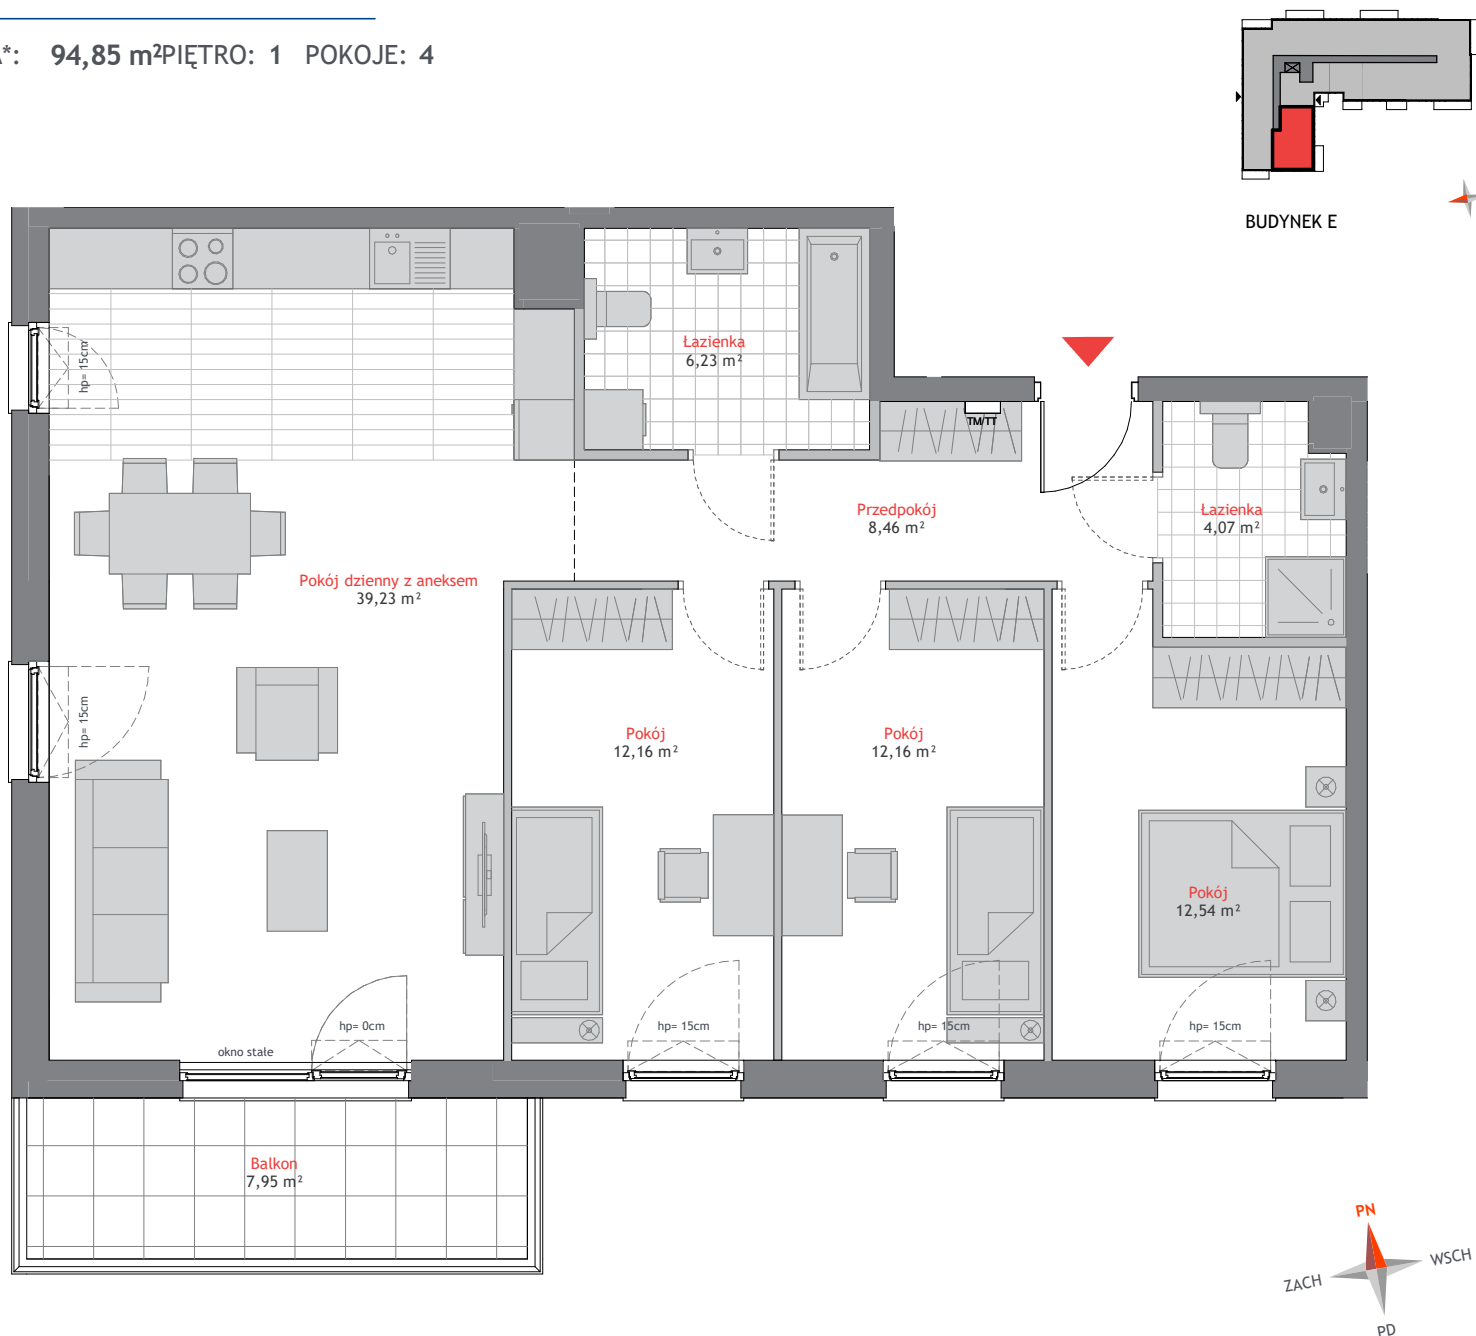 *: 94,85 m² PIĘTRO: 1 POKOJE: 4
BUDYNEK E
hp= 15cm
Łazienka
6,23 m²
TM/TT
Przedpokój
8,46 m²
Łazienka
4,07 m²
Pokój dzienny z aneksem
39,23 m²
hp= 15cm
Pokój
12,16 m²
Pokój
12,16 m²
Pokój
12,54 m²
hp= 0cm
okno stałe
hp= 15cm
hp= 15cm
hp= 15cm
Balkon
7,95 m²
PN
WSCH
ZACH
PD